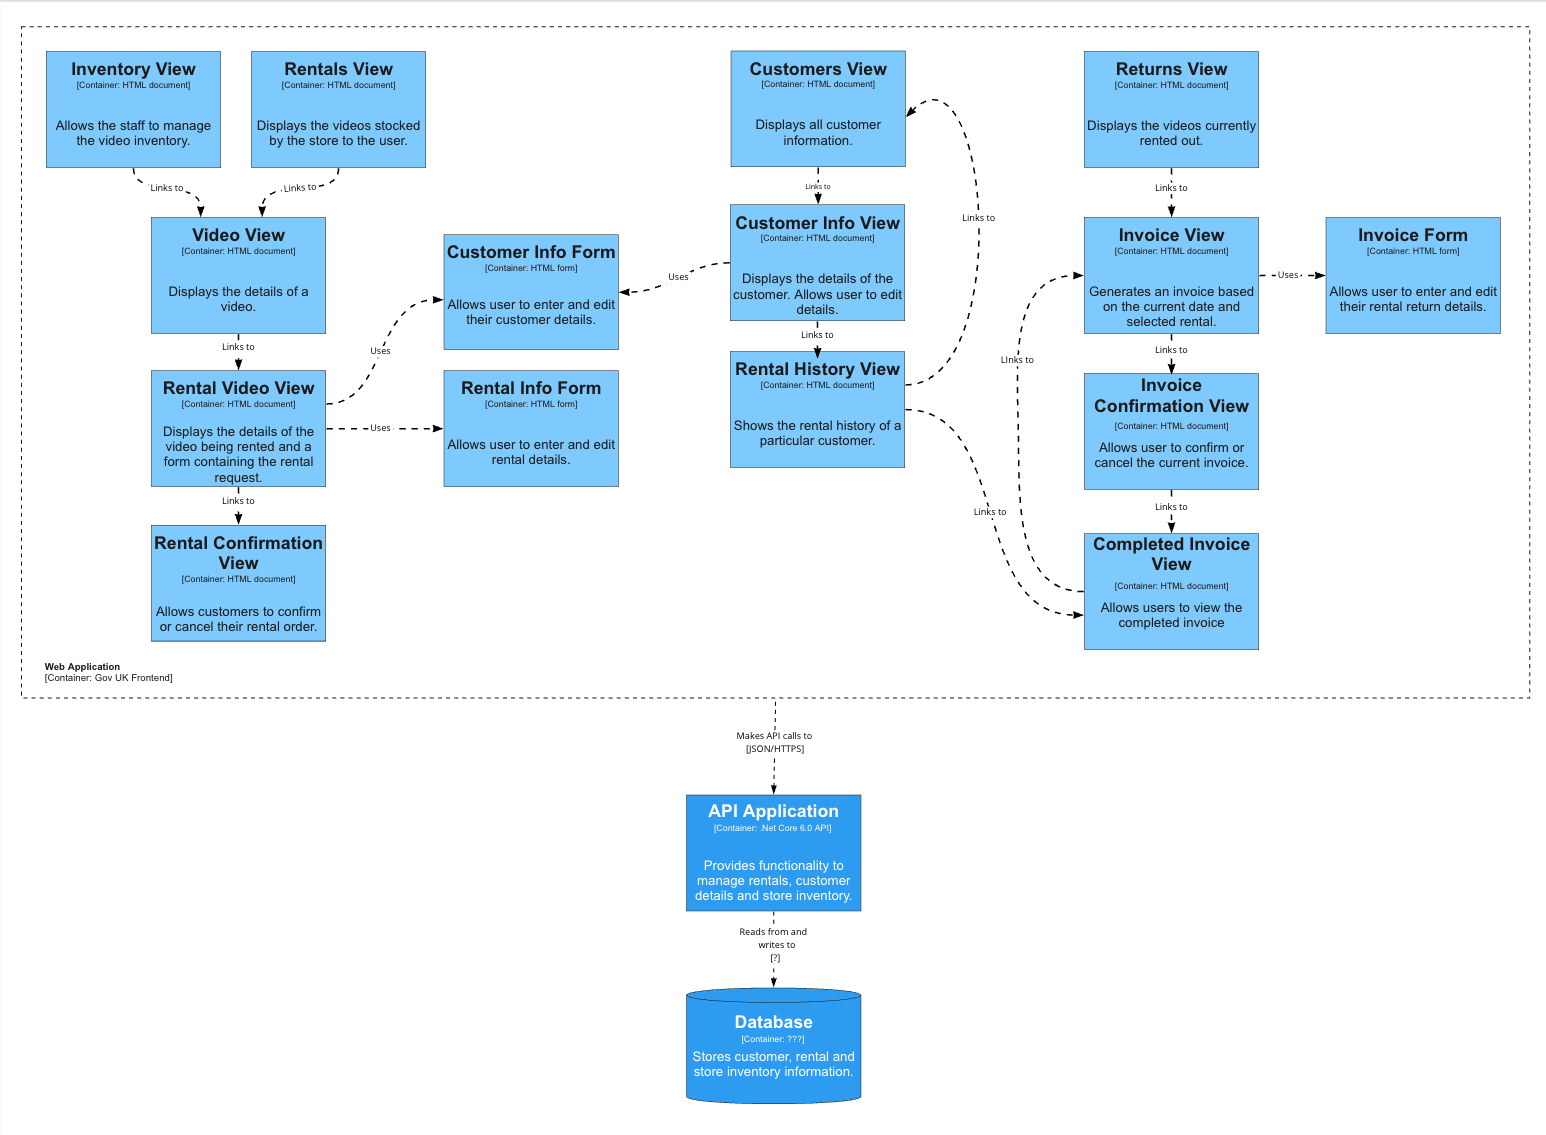 Inventory View
[Container: HTML document]
Allows the staff to manage
the video inventory.
Rentals View
[Container: HTML document]
Displays the videos stocked
by the store to the user.
Customers View
[Container: HTML document]
Displays all customer
information.
Returns View
[Container: HTML document]
Displays the videos currently
rented out.
Links to
Links to
Links to
Links to
Links to
Video View
[Container: HTML document]
Displays the details of a
video.
Customer Info Form
[Container: HTML form]
Allows user to enter and edit
their customer details.
Uses
Customer Info View
[Container: HTML document]
Displays the details of the
customer. Allows user to edit
details.
Invoice View
[Container: HTML document]
Generates an invoice based
on the current date and
selected rental.
Uses
Invoice Form
[Container: HTML form]
Allows user to enter and edit
their rental return details.
Links to
Uses
Links to
LInks to
Links to
Rental Video View
[Container: HTML document]
Displays the details of the
video being rented and a
form containing the rental
request.
Uses
Rental Info Form
[Container: HTML form]
Allows user to enter and edit
rental details.
Rental History View
[Container: HTML document]
Shows the rental history of a
particular customer.
Invoice
Confirmation View
[Container: HTML document]
Allows user to confirm or
cancel the current invoice.
Links to
Links to
Links to
Rental Confirmation
View
[Container: HTML document]
Allows customers to confirm
or cancel their rental order.
Completed Invoice
View
[Container: HTML document]
Allows users to view the
completed invoice
Web Application
[Container: Gov UK Frontend]
Makes API calls to
[JSON/HTTPS]
API Application
[Container: .Net Core 6.0 API]
Provides functionality to
manage rentals, customer
details and store inventory.
Reads from and
writes to
[?]
Database
[Container: ???]
Stores customer, rental and
store inventory information.